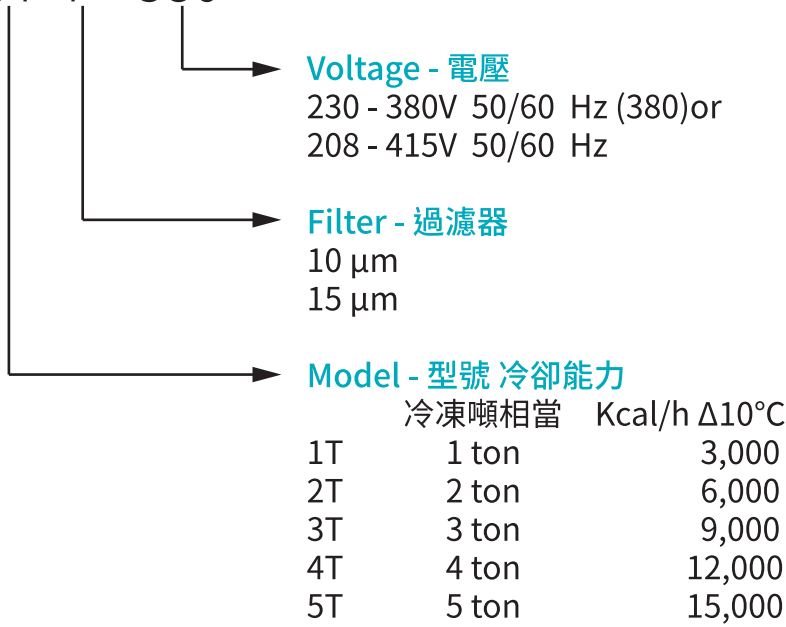 Voltage - 電壓
230 - 380V 50/60 Hz (380)or
208 - 415V 50/60 Hz
Filter - 過濾器
10 µm
15 µm
Model - 型號 冷卻能力
冷凍噸相當 Kcal/h Δ10°C
1T 1 ton 3,000
2T 2 ton 6,000
3T 3 ton 9,000
4T 4 ton 12,000
5T 5 ton 15,000